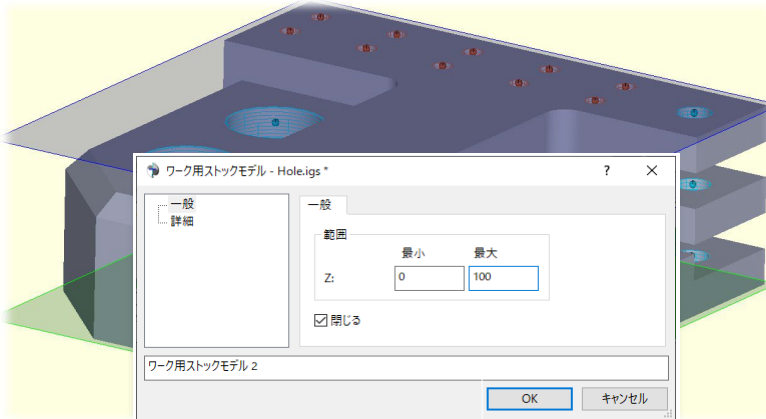 ワーク用ストックモデル - Hole.igs *
?
一般
詳細
一般
範囲
最小 最大
Z: 0 100
閉じる
ワーク用ストックモデル 2
OK キャンセル